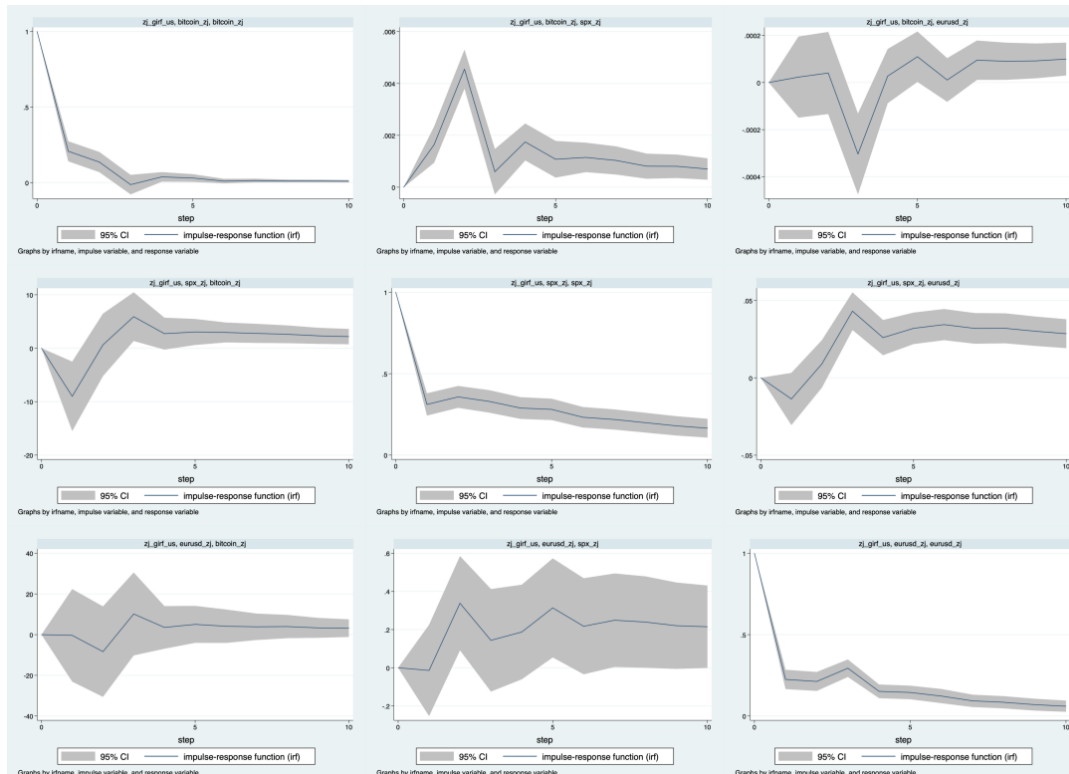 zj_girf_us, bitcoin_zj, bitcoin_zj
1
.5
0
0
5
10
step
95% CI
impulse-response function (irf)
Graphs by irfname, impulse variable, and response variable
zj_girf_us, bitcoin_zj, spx_zj
.006
.004
.002
0
0
5
10
step
95% CI
impulse-response function (irf)
Graphs by irfname, impulse variable, and response variable
zj_girf_us, bitcoin_zj, eurusd_zj
.0002
0
-.0002
-.0004
0
5
10
step
95% CI
impulse-response function (irf)
Graphs by irfname, impulse variable, and response variable
zj_girf_us, spx_zj, bitcoin_zj
10
0
-10
-20
0
5
10
step
95% CI
impulse-response function (irf)
Graphs by irfname, impulse variable, and response variable
zj_girf_us, spx_zj, spx_zj
1
.5
0
0
5
10
step
95% CI
impulse-response function (irf)
Graphs by irfname, impulse variable, and response variable
zj_girf_us, spx_zj, eurusd_zj
.05
0
-.05
0
5
10
step
95% CI
impulse-response function (irf)
Graphs by irfname, impulse variable, and response variable
zj_girf_us, eurusd_zj, bitcoin_zj
40
20
0
-20
-40
0
5
10
step
95% CI
impulse-response function (irf)
Graphs by irfname, impulse variable, and response variable
zj_girf_us, eurusd_zj, spx_zj
.6
.4
.2
0
-.2
0
5
10
step
95% CI
impulse-response function (irf)
Graphs by irfname, impulse variable, and response variable
zj_girf_us, eurusd_zj, eurusd_zj
1
.5
0
0
5
10
step
95% CI
impulse-response function (irf)
Graphs by irfname, impulse variable, and response variable